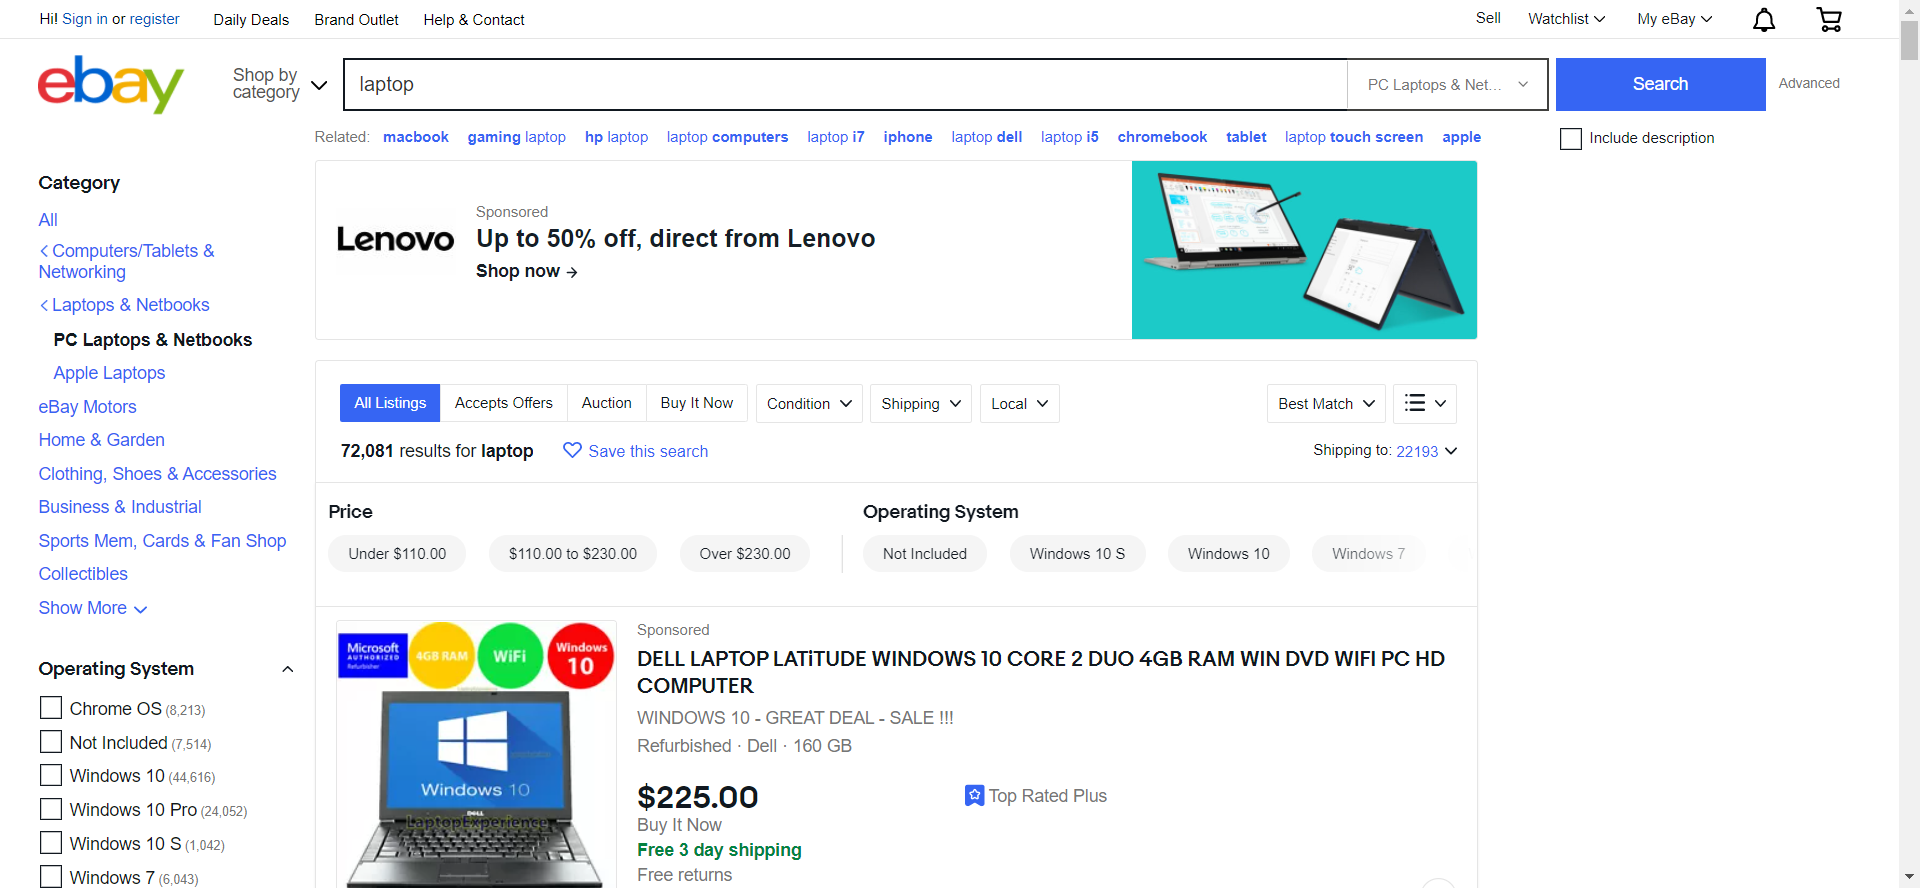 Hi! Sign in or register Daily Deals Brand Outlet Help & Contact Sell Watchlist My eBay
ebay Shop by category laptop PC Laptops & Net... Search Advanced
Related: macbook gaming laptop hp laptop laptop computers laptop i7 iphone laptop dell laptop i5 chromebook tablet laptop touch screen apple Include description
Category
All
Computers/Tablets &
Networking
Laptops & Netbooks
PC Laptops & Netbooks
Apple Laptops
eBay Motors
Home & Garden
Clothing, Shoes & Accessories
Business & Industrial
Sports Mem, Cards & Fan Shop
Collectibles
Show More
Operating System
Chrome OS (8,213)
Not Included (7,514)
Windows 10 (44,616)
Windows 10 Pro (24,052)
Windows 10 S (1,042)
Windows 7 (6,043)
Lenovo
Sponsored
Up to 50% off, direct from Lenovo
Shop now →
All Listings Accepts Offers Auction Buy It Now Condition Shipping Local Best Match
72,081 results for laptop Save this search Shipping to: 22193
Price Operating System
Under $110.00 $110.00 to $230.00 Over $230.00 Not Included Windows 10 S Windows 10 Windows 7
Microsoft
AUTHORIZED
Refurbisher
4GB RAM
WiFi
Windows
10
Windows 10
DELL
LaptopExperience
Sponsored
DELL LAPTOP LATiTUDE WINDOWS 10 CORE 2 DUO 4GB RAM WIN DVD WIFI PC HD
COMPUTER
WINDOWS 10 - GREAT DEAL - SALE !!!
Refurbished · Dell · 160 GB
$225.00 Top Rated Plus
Buy It Now
Free 3 day shipping
Free returns